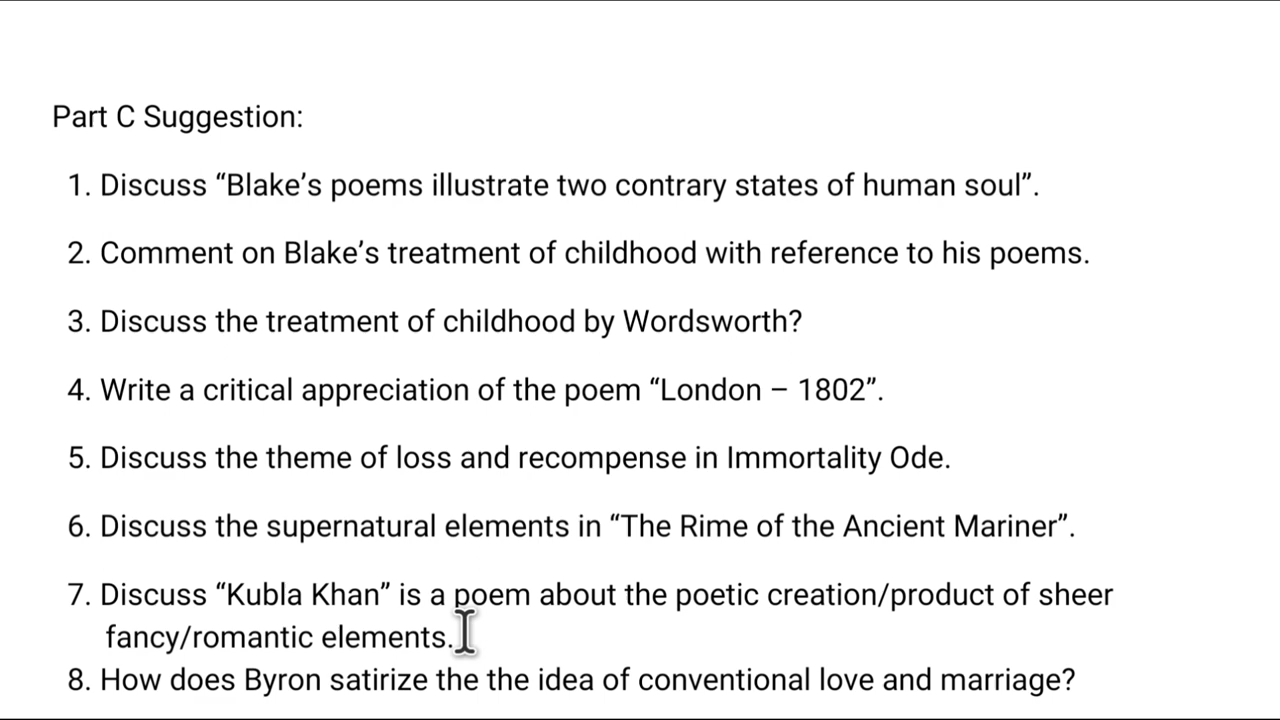 Part C Suggestion:
1. Discuss “Blake’s poems illustrate two contrary states of human soul”.
2. Comment on Blake’s treatment of childhood with reference to his poems.
3. Discuss the treatment of childhood by Wordsworth?
4. Write a critical appreciation of the poem “London – 1802”.
5. Discuss the theme of loss and recompense in Immortality Ode.
6. Discuss the supernatural elements in “The Rime of the Ancient Mariner”.
7. Discuss “Kubla Khan” is a poem about the poetic creation/product of sheer
fancy/romantic elements.
8. How does Byron satirize the the idea of conventional love and marriage?